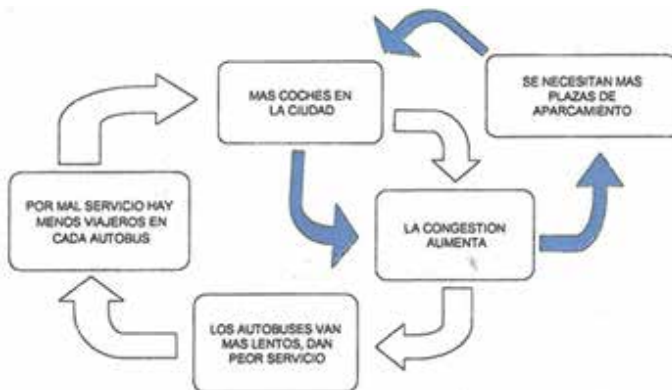 MAS COCHES EN
LA CIUDAD
SE NECESITAN MAS
PLAZAS DE
APARCAMIENTO
LA CONGESTION
AUMENTA
LOS AUTOBUSES VAN
MAS LENTOS, DAN
PEOR SERVICIO
POR MAL SERVICIO HAY
MENOS VIAJEROS EN
CADA AUTOBUS